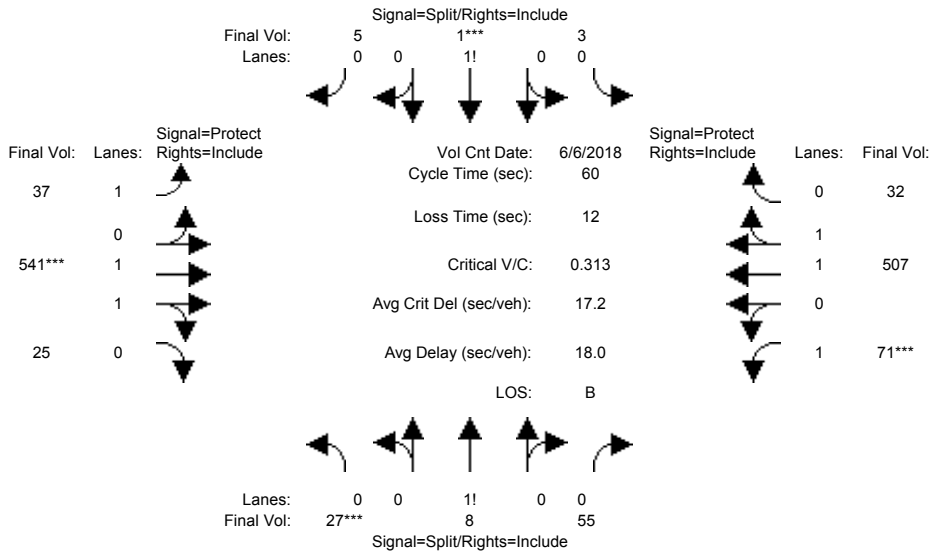 Signal=Split/Rights=Include
Final Vol: 5 1*** 3
Lanes: 0 0 1! 0 0
Signal=Protect Signal=Protect
Final Vol: Lanes: Rights=Include Vol Cnt Date: 6/6/2018 Rights=Include Lanes: Final Vol:
Cycle Time (sec): 60
37 1 0 32
Loss Time (sec): 12
0 1
541*** 1 Critical V/C: 0.313 1 507
1 Avg Crit Del (sec/veh): 17.2 0
25 0 Avg Delay (sec/veh): 18.0 1 71***
LOS: B
Lanes: 0 0 1! 0 0
Final Vol: 27*** 8 55
Signal=Split/Rights=Include